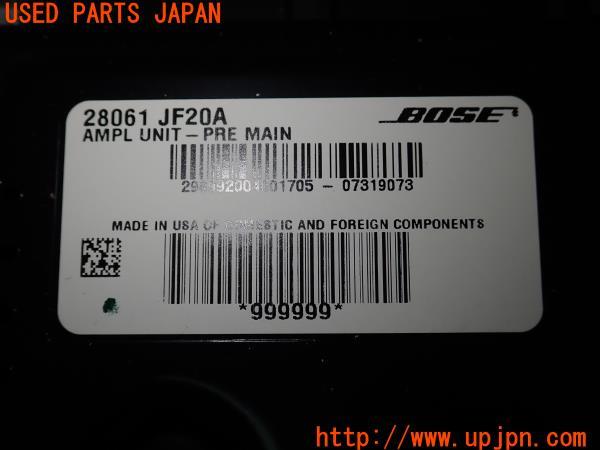 USED PARTS JAPAN
28061 JF20A
BOSE
AMPL UNIT – PRE MAIN
07319073
MADE IN USA OF DOMESTIC AND FOREIGN COMPONENTS
*999999*
UPJ
http://www.upjpn.com